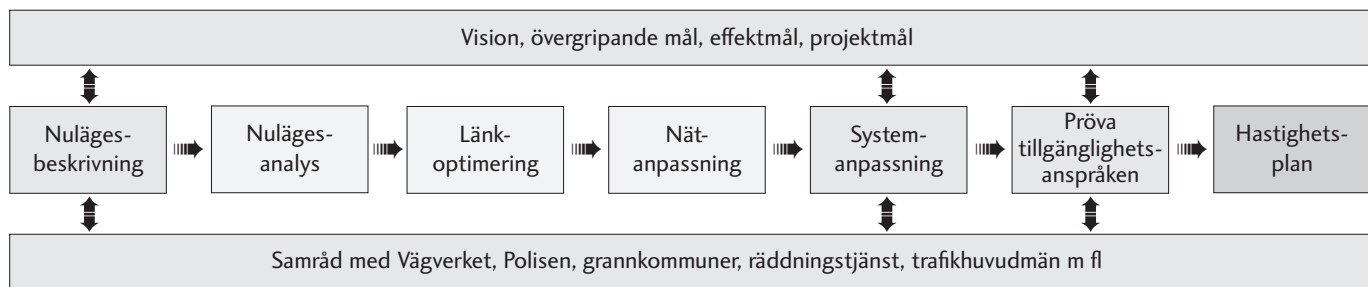 Vision, övergripande mål, effektmål, projektmål
Nuläges-
beskrivning
Nuläges-
analys
Länk-
optimering
Nät-
anpassning
System-
anpassning
Pröva
tillgänglighets-
anspråken
Hastighets-
plan
Samråd med Vägverket, Polisen, grannkommuner, räddningstjänst, trafikhuvudmän m fl